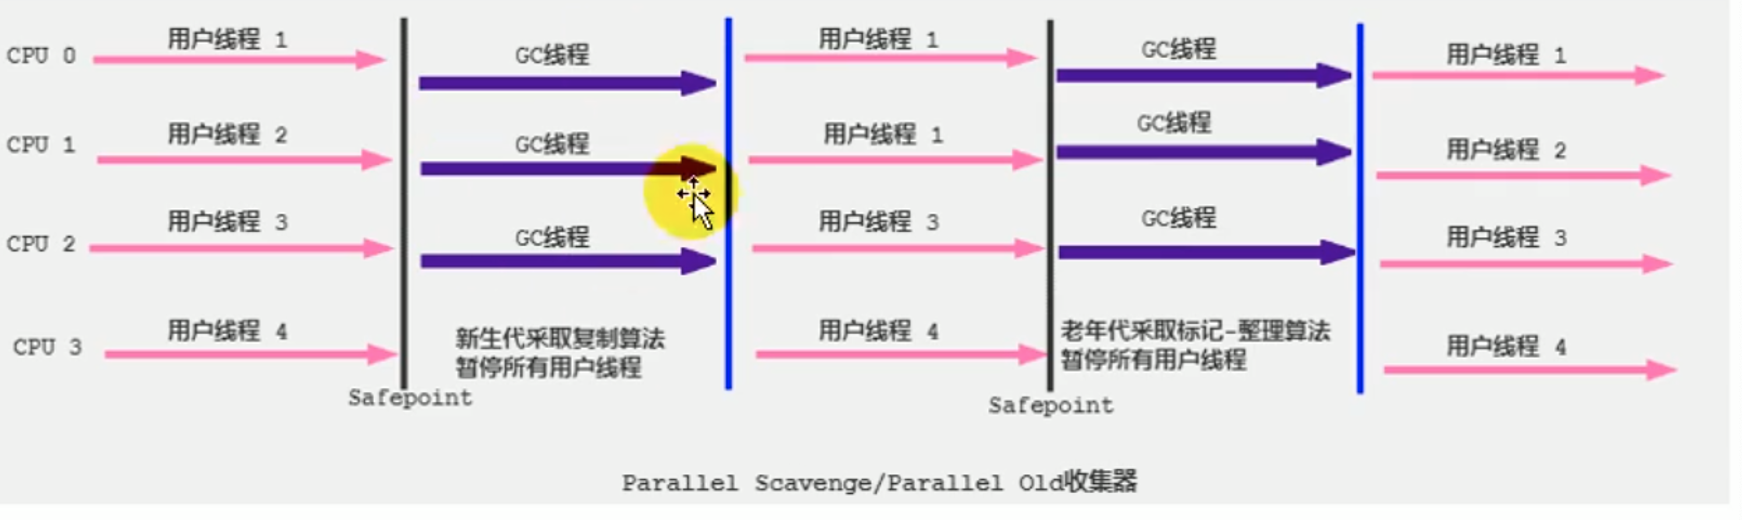 CPU 0
用户线程 1
GC线程
用户线程 1
GC线程
用户线程 1
CPU 1
用户线程 2
GC线程
用户线程 1
GC线程
用户线程 2
CPU 2
用户线程 3
GC线程
用户线程 3
GC线程
用户线程 3
CPU 3
用户线程 4
新生代采取复制算法
暂停所有用户线程
用户线程 4
老年代采取标记-整理算法
暂停所有用户线程
用户线程 4
Safepoint
Safepoint
Parallel Scavenge/Parallel Old收集器